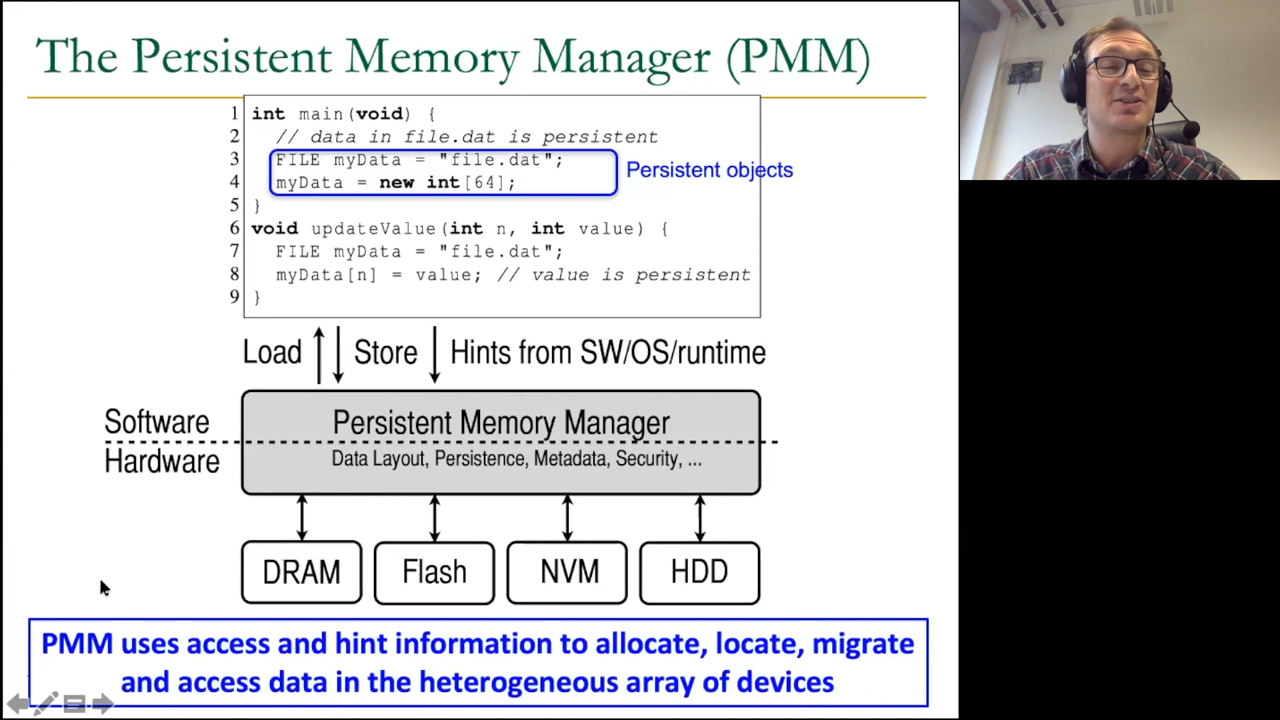 The Persistent Memory Manager (PMM)
1 int main(void) {
2 // data in file.dat is persistent
3 FILE myData = "file.dat";
4 myData = new int[64];
Persistent objects
5 }
6 void updateValue(int n, int value) {
7 FILE myData = "file.dat";
8 myData[n] = value; // value is persistent
9 }
Load Store Hints from SW/OS/runtime
Software Persistent Memory Manager
Hardware Data Layout, Persistence, Metadata, Security, ...
DRAM Flash NVM HDD
PMM uses access and hint information to allocate, locate, migrate
and access data in the heterogeneous array of devices